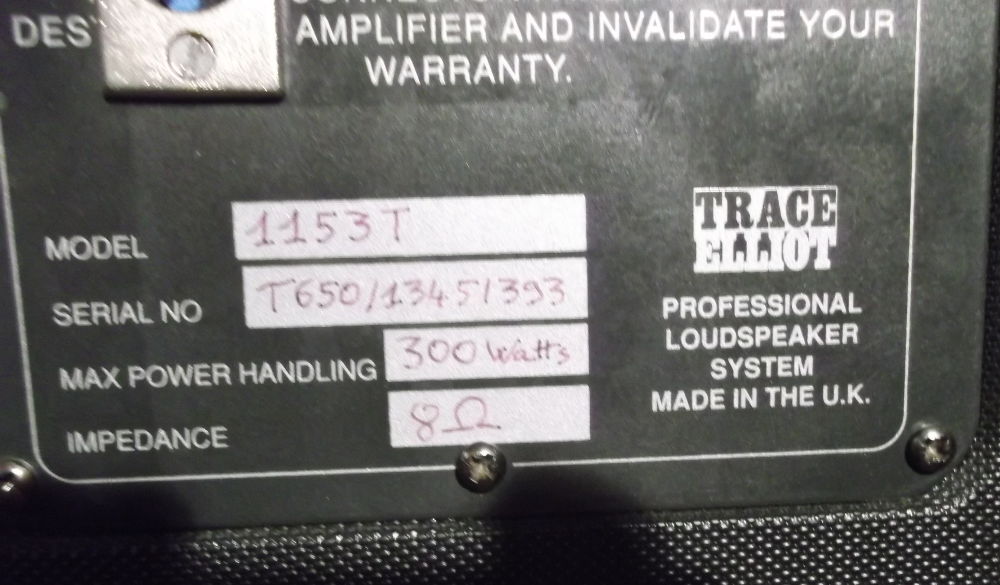 DES
AMPLIFIER AND INVALIDATE YOUR
WARRANTY.
MODEL 1153T
SERIAL NO T650/13451393
MAX POWER HANDLING 300 Watts
IMPEDANCE 8Ω
TRACE
ELLIOT
PROFESSIONAL
LOUDSPEAKER
SYSTEM
MADE IN THE U.K.